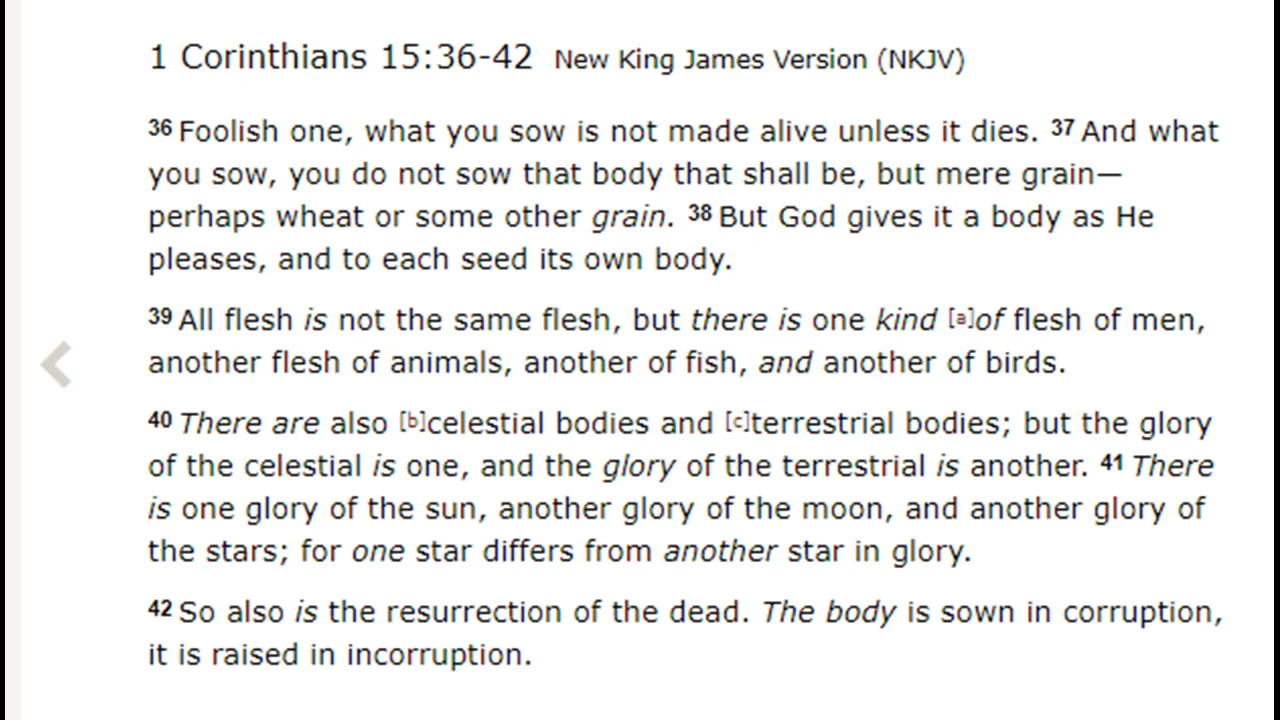 1 Corinthians 15:36-42 New King James Version (NKJV)
36 Foolish one, what you sow is not made alive unless it dies. 37 And what
you sow, you do not sow that body that shall be, but mere grain—
perhaps wheat or some other grain. 38 But God gives it a body as He
pleases, and to each seed its own body.
39 All flesh is not the same flesh, but there is one kind [a]of flesh of men,
another flesh of animals, another of fish, and another of birds.
40 There are also [b]celestial bodies and [c]terrestrial bodies; but the glory
of the celestial is one, and the glory of the terrestrial is another. 41 There
is one glory of the sun, another glory of the moon, and another glory of
the stars; for one star differs from another star in glory.
42 So also is the resurrection of the dead. The body is sown in corruption,
it is raised in incorruption.